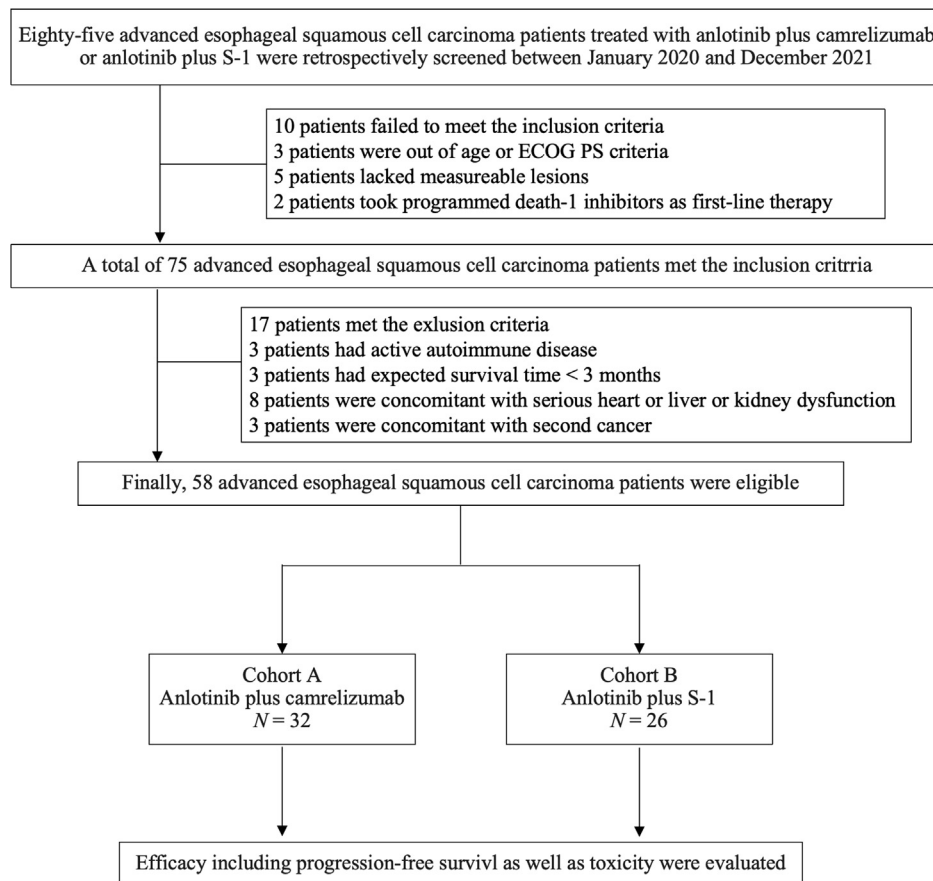 Eighty-five advanced esophageal squamous cell carcinoma patients treated with anlotinib plus camrelizumab
or anlotinib plus S-1 were retrospectively screened between January 2020 and December 2021
10 patients failed to meet the inclusion criteria
3 patients were out of age or ECOG PS criteria
5 patients lacked measureable lesions
2 patients took programmed death-1 inhibitors as first-line therapy
A total of 75 advanced esophageal squamous cell carcinoma patients met the inclusion critrria
17 patients met the exlusion criteria
3 patients had active autoimmune disease
3 patients had expected survival time < 3 months
8 patients were concomitant with serious heart or liver or kidney dysfunction
3 patients were concomitant with second cancer
Finally, 58 advanced esophageal squamous cell carcinoma patients were eligible
Cohort A
Anlotinib plus camrelizumab
N = 32
Cohort B
Anlotinib plus S-1
N = 26
Efficacy including progression-free survivl as well as toxicity were evaluated